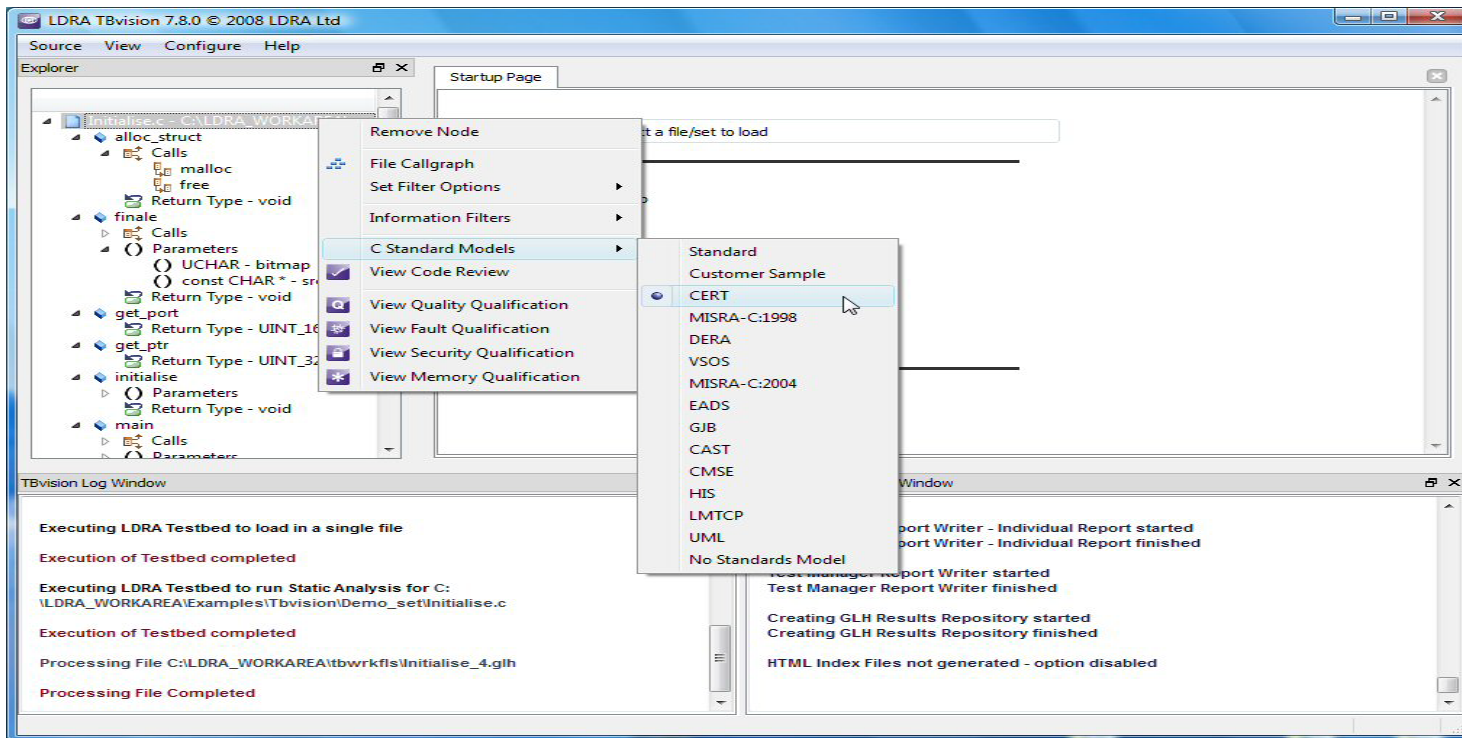 LDRA TBvision 7.8.0 © 2008 LDRA Ltd
Source View Configure Help
Explorer
Startup Page
Initialise.c - C:\LDRA_WORKAREA\
alloc_struct
Calls
malloc
free
Return Type - void
finale
Calls
Parameters
UCHAR - bitmap
const CHAR * - src
Return Type - void
get_port
Return Type - UINT_16
get_ptr
Return Type - UINT_32
initialise
Parameters
Return Type - void
main
Calls
Parameters
t a file/set to load
Remove Node
File Callgraph
Set Filter Options
Information Filters
C Standard Models
View Code Review
View Quality Qualification
View Fault Qualification
View Security Qualification
View Memory Qualification
Standard
Customer Sample
CERT
MISRA-C:1998
DERA
VSOS
MISRA-C:2004
EADS
GJB
CAST
CMSE
HIS
LMTCP
UML
No Standards Model
TBvision Log Window
Executing LDRA Testbed to load in a single file
Execution of Testbed completed
Executing LDRA Testbed to run Static Analysis for C:
\LDRA_WORKAREA\Examples\Tbvision\Demo_set\Initialise.c
Execution of Testbed completed
Processing File C:\LDRA_WORKAREA\tbwrkfls\Initialise_4.glh
Processing File Completed
Window
port Writer - Individual Report started
port Writer - Individual Report finished
Test Manager Report Writer started
Test Manager Report Writer finished
Creating GLH Results Repository started
Creating GLH Results Repository finished
HTML Index Files not generated - option disabled